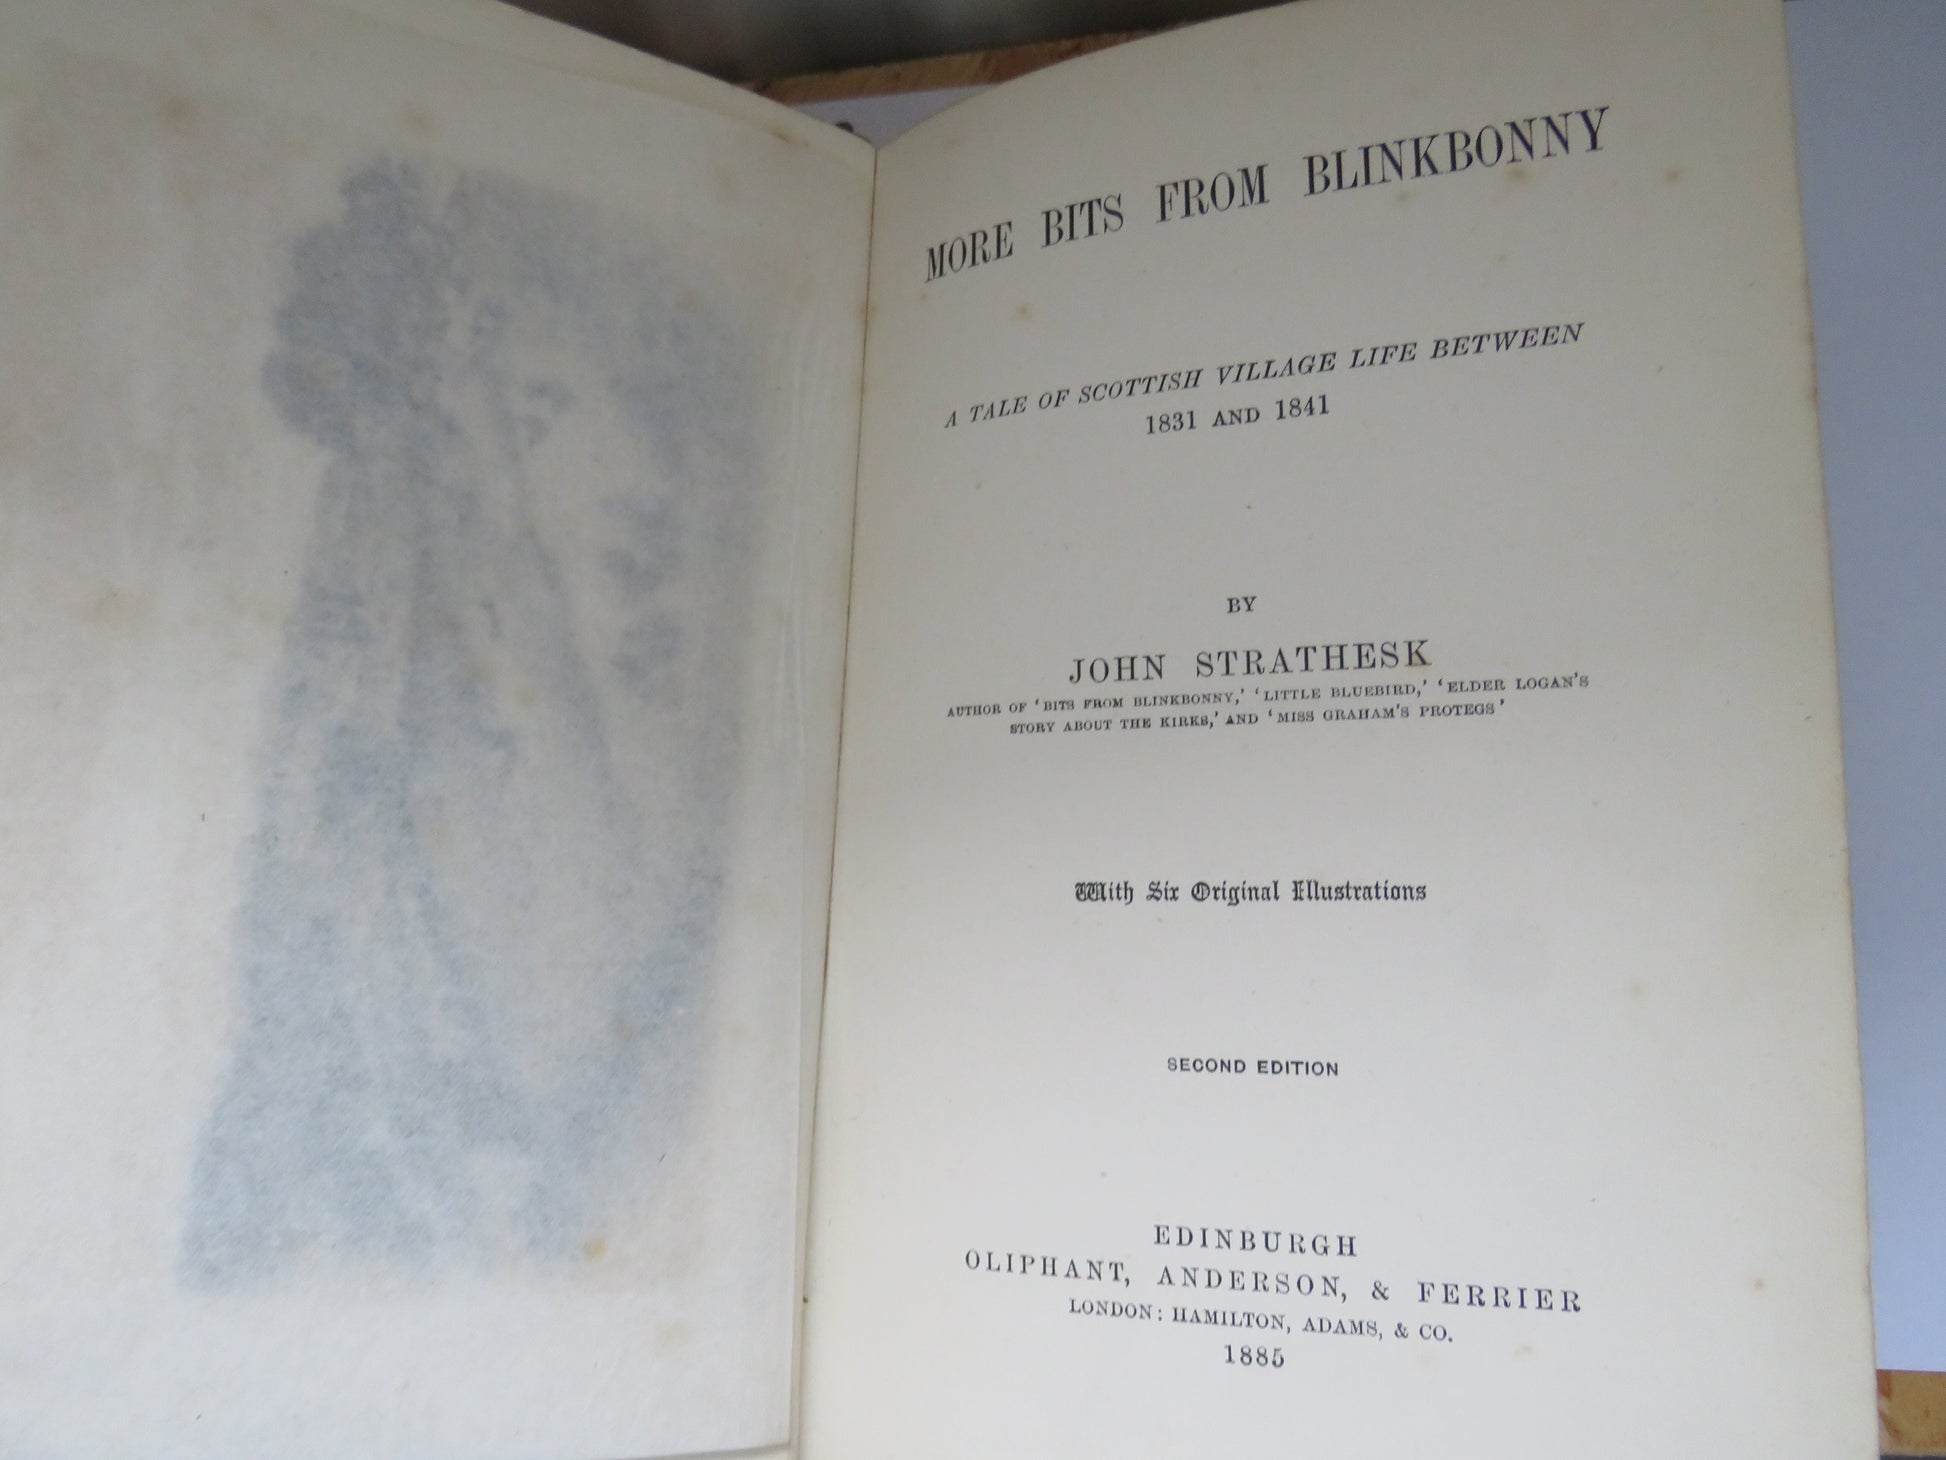 MORE BITS FROM BLINKBONNY
A TALE OF SCOTTISH VILLAGE LIFE BETWEEN
1831 AND 1841
BY
JOHN STRATHESK
AUTHOR OF 'BITS FROM BLINKBONNY,' 'LITTLE BLUEBIRD,' 'ELDER LOGAN'S
STORY ABOUT THE KIRKS,' AND 'MISS GRAHAM'S PROTEGS'
With Six Original Illustrations
SECOND EDITION
EDINBURGH
OLIPHANT, ANDERSON, & FERRIER
LONDON: HAMILTON, ADAMS, & CO.
1885